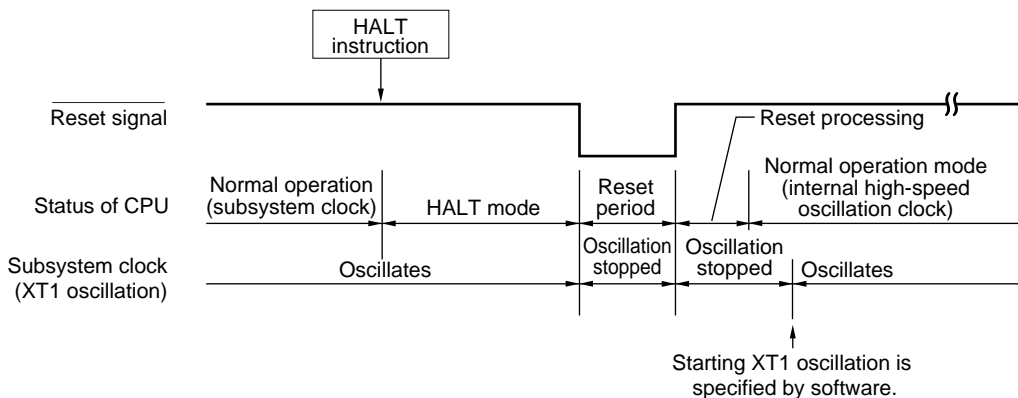 HALT
instruction
Reset signal
Reset processing
Status of CPU
Normal operation
(subsystem clock)
HALT mode
Reset
period
Normal operation mode
(internal high-speed
oscillation clock)
Subsystem clock
(XT1 oscillation)
Oscillates
Oscillation
stopped
Oscillation
stopped
Oscillates
Starting XT1 oscillation is
specified by software.